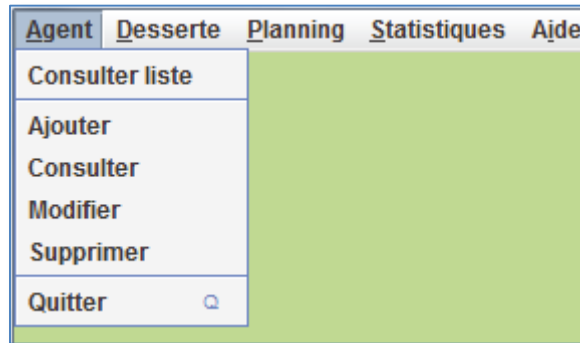 Agent Desserte Planning Statistiques Aide
Consulter liste
Ajouter
Consulter
Modifier
Supprimer
Quitter Q